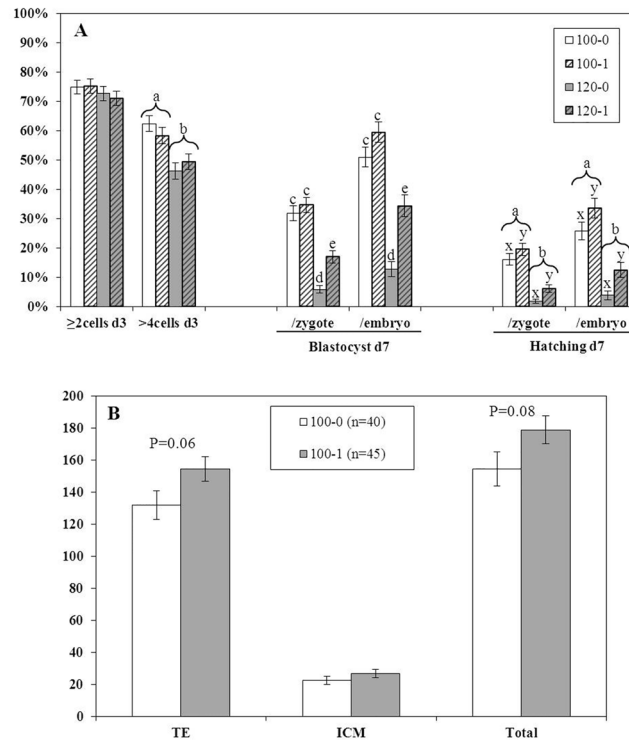 100%
90%
80%
70%
60%
50%
40%
30%
20%
10%
0%
A
100-0
100-1
120-0
120-1
a
b
c c
d
e
c
c
d
e
a
x y
b
x y
a
x
y
b
x
y
≥2cells d3
>4cells d3
/zygote
/embryo
/zygote
/embryo
Blastocyst d7
Hatching d7
B
200
180
160
140
120
100
80
60
40
20
0
100-0 (n=40)
100-1 (n=45)
P=0.06
P=0.08
TE
ICM
Total